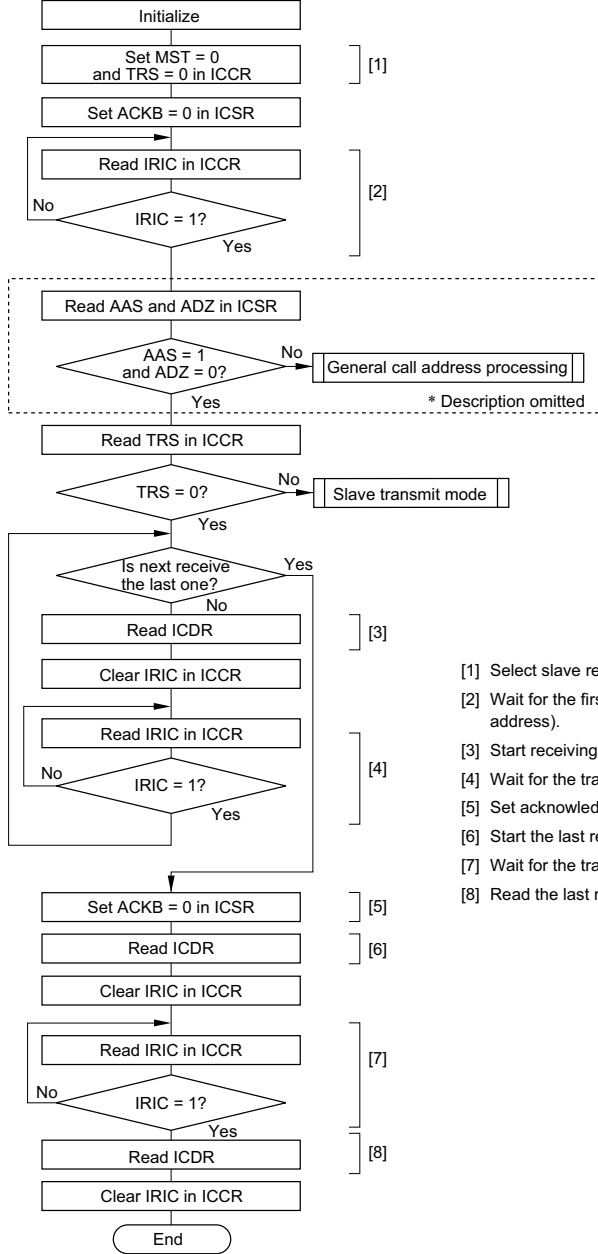 Initialize
Set MST = 0
and TRS = 0 in ICCR
[1]
Set ACKB = 0 in ICSR
Read IRIC in ICCR
[2]
No
IRIC = 1?
Yes
Read AAS and ADZ in ICSR
AAS = 1
and ADZ = 0?
No
General call address processing
Yes
* Description omitted
Read TRS in ICCR
TRS = 0?
No
Slave transmit mode
Yes
Is next receive
the last one?
Yes
No
Read ICDR
[3]
Clear IRIC in ICCR
Read IRIC in ICCR
[4]
No
IRIC = 1?
Yes
Set ACKB = 0 in ICSR
[5]
Read ICDR
[6]
Clear IRIC in ICCR
Read IRIC in ICCR
[7]
No
IRIC = 1?
Yes
Read ICDR
[8]
Clear IRIC in ICCR
End
[1] Select slave
[2] Wait for the
address).
[3] Start receiving
[4] Wait for the
[5] Set
[6] Start the last
[7] Wait for the
[8] Read the last